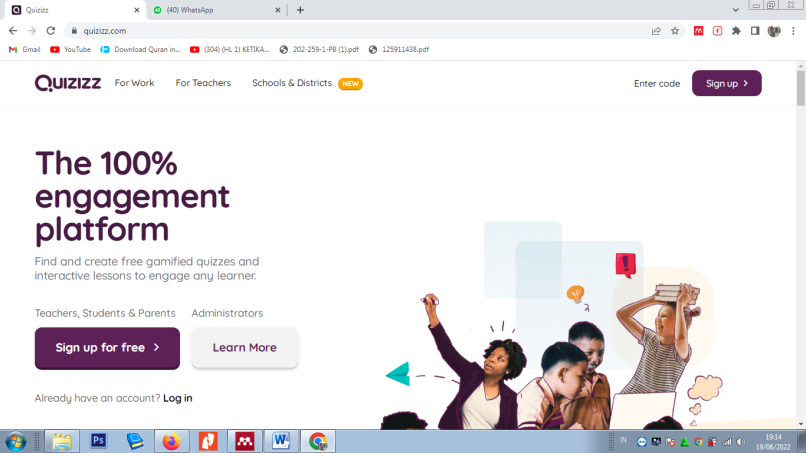 Quizizz
(40) WhatsApp
quizizz.com
Gmail
YouTube
Download Quran in...
(304) (HL 1) KETIKA...
202-259-1-PB (1).pdf
125911438.pdf
QUIZIZZ
For Work
For Teachers
Schools & Districts
NEW
Enter code
Sign up
The 100%
engagement
platform
Find and create free gamified quizzes and
interactive lessons to engage any learner.
Teachers, Students & Parents
Administrators
Sign up for free
Learn More
Already have an account? Log in
Ps
W
IN
19:14
19/06/2022